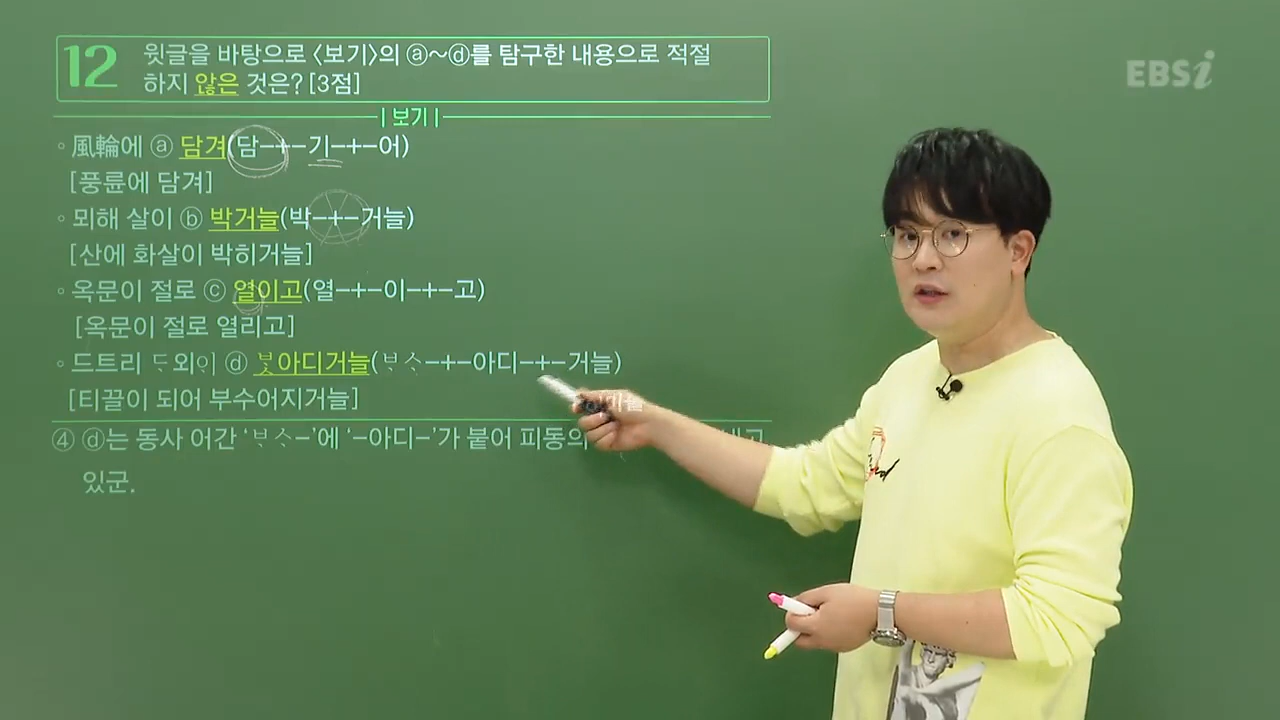 EBSi
12 윗글을 바탕으로 <보기>의 ⓐ~ⓓ를 탐구한 내용으로 적절
하지 않은 것은? [3점]
| 보기 |
◦ 風輪에 ⓐ 담겨(담-+-기-+-어)
[풍륜에 담겨]
◦ 뫼해 살이 ⓑ 박거늘(박-+-거늘)
[산에 화살이 박히거늘]
◦ 옥문이 절로 ⓒ 열이고(열-+-이-+-고)
[옥문이 절로 열리고]
◦ 드트리 ᄃᆞ외이 ⓓ ᄇᆞᇫ아디거늘(ᄇᆞᅀᆞ-+-아디-+-거늘)
[티끌이 되어 부수어지거늘]
④ ⓓ는 동사 어간 ‘ᄇᆞᅀᆞ-’에 ‘-아디-’가 붙어 피동의
있군.